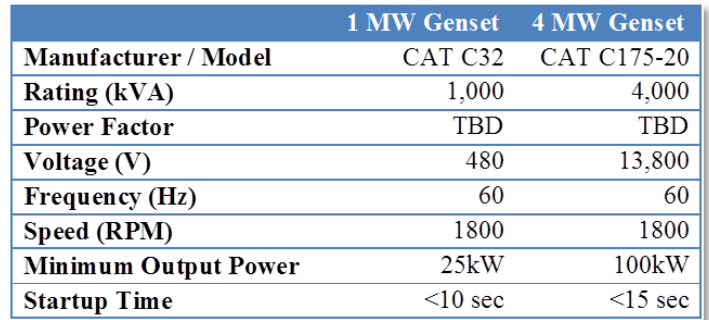 1 MW Genset 4 MW Genset
Manufacturer / Model CAT C32 CAT C175-20
Rating (kVA) 1,000 4,000
Power Factor TBD TBD
Voltage (V) 480 13,800
Frequency (Hz) 60 60
Speed (RPM) 1800 1800
Minimum Output Power 25kW 100kW
Startup Time <10 sec <15 sec